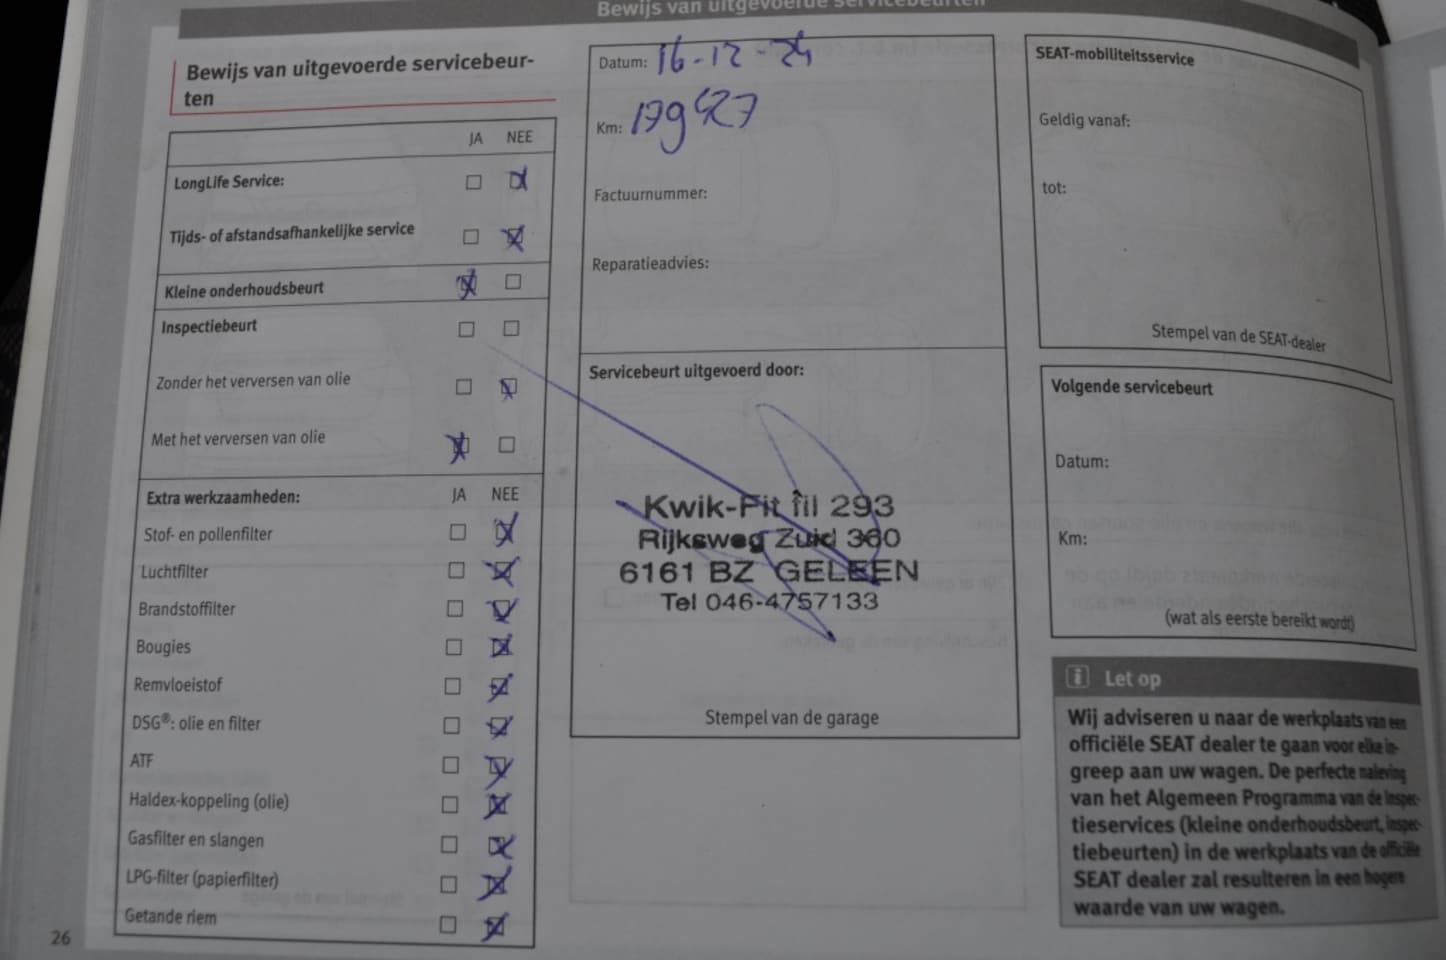 Bewijs van uitgevoerde servicebeurten
Bewijs van uitgevoerde servicebeur-
ten
JA NEE
LongLife Service:
Tijds- of afstandsafhankelijke service
Kleine onderhoudsbeurt
Inspectiebeurt
Zonder het verversen van olie
Met het verversen van olie
Extra werkzaamheden: JA NEE
Stof- en pollenfilter
Luchtfilter
Brandstoffilter
Bougies
Remvloeistof
DSG®: olie en filter
ATF
Haldex-koppeling (olie)
Gasfilter en slangen
LPG-filter (papierfilter)
Getande riem
26
Datum: 16-12-24
Km: 179427
Factuurnummer:
Reparatieadvies:
Servicebeurt uitgevoerd door:
Kwik-Fit fil 293
Rijksweg Zuid 360
6161 BZ GELEEN
Tel 046-4757133
Stempel van de garage
SEAT-mobiliteitsservice
Geldig vanaf:
tot:
Stempel van de SEAT-dealer
Volgende servicebeurt
Datum:
Km:
(wat als eerste bereikt wordt)
Let op
Wij adviseren u naar de werkplaats van een
officiële SEAT dealer te gaan voor elke in-
greep aan uw wagen. De perfecte naleving
van het Algemeen Programma van de Inspec-
tieservices (kleine onderhoudsbeurt, inspec-
tiebeurten) in de werkplaats van de officiële
SEAT dealer zal resulteren in een hogere
waarde van uw wagen.